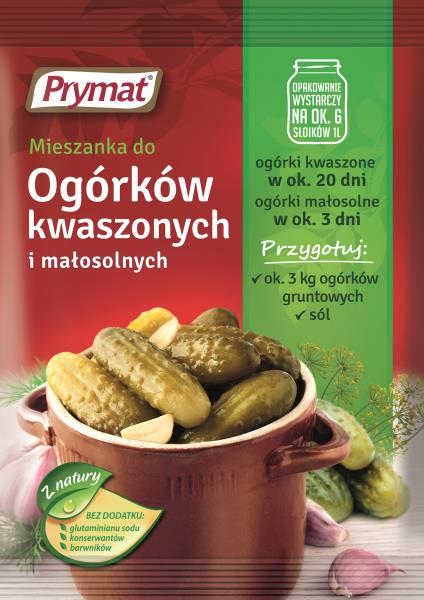 Prymat®
Mieszanka do
Ogórków
kwaszonych
i małosolnych
OPAKOWANIE
WYSTARCZY
NA OK. 6
SŁOIKÓW 1L
ogórki kwaszone
w ok. 20 dni
ogórki małosolne
w ok. 3 dni
Przygotuj:
✓ok. 3 kg ogórków
gruntowych
✓ sól
Z natury
BEZ DODATKU:
glutaminianu sodu
konserwantów
barwników